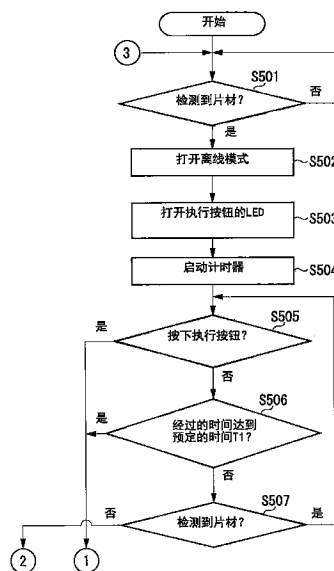 开始
3
S501
检测到片材?
否
是
打开离线模式
S502
打开执行按钮的LED
S503
启动计时器
S504
S505
是
按下执行按钮?
否
S506
是
经过的时间达到
预定的时间T1?
否
S507
否
检测到片材?
是
2
1